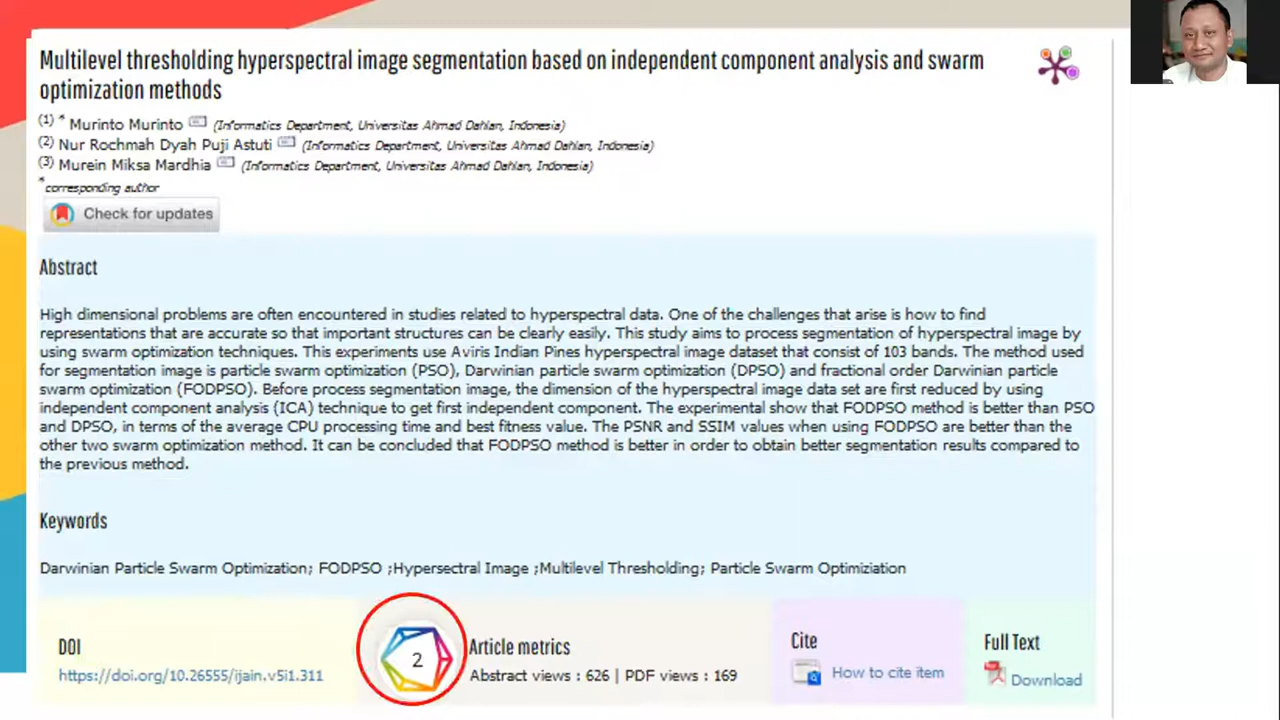 Multilevel thresholding hyperspectral image segmentation based on independent component analysis and swarm
optimization methods
(1) * Murinto Murinto (Informatics Department, Universitas Ahmad Dahlan, Indonesia)
(2) Nur Rochmah Dyah Puji Astuti (Informatics Department, Universitas Ahmad Dahlan, Indonesia)
(3) Murein Miksa Mardhia (Informatics Department, Universitas Ahmad Dahlan, Indonesia)
*corresponding author
Check for updates
Abstract
High dimensional problems are often encountered in studies related to hyperspectral data. One of the challenges that arise is how to find
representations that are accurate so that important structures can be clearly easily. This study aims to process segmentation of hyperspectral image by
using swarm optimization techniques. This experiments use Aviris Indian Pines hyperspectral image dataset that consist of 103 bands. The method used
for segmentation image is particle swarm optimization (PSO), Darwinian particle swarm optimization (DPSO) and fractional order Darwinian particle
swarm optimization (FODPSO). Before process segmentation image, the dimension of the hyperspectral image data set are first reduced by using
independent component analysis (ICA) technique to get first independent component. The experimental show that FODPSO method is better than PSO
and DPSO, in terms of the average CPU processing time and best fitness value. The PSNR and SSIM values when using FODPSO are better than the
other two swarm optimization method. It can be concluded that FODPSO method is better in order to obtain better segmentation results compared to
the previous method.
Keywords
Darwinian Particle Swarm Optimization; FODPSO ;Hypersectral Image ;Multilevel Thresholding; Particle Swarm Optimiziation
DOI
https://doi.org/10.26555/ijain.v5i1.311
2
Article metrics
Abstract views : 626 | PDF views : 169
Cite
How to cite item
Full Text
Download